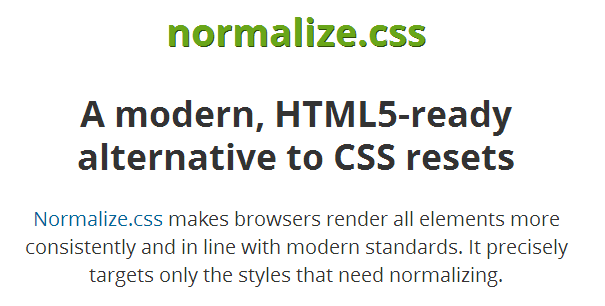 normalize.css
A modern, HTML5-ready
alternative to CSS resets
Normalize.css makes browsers render all elements more
consistently and in line with modern standards. It precisely
targets only the styles that need normalizing.